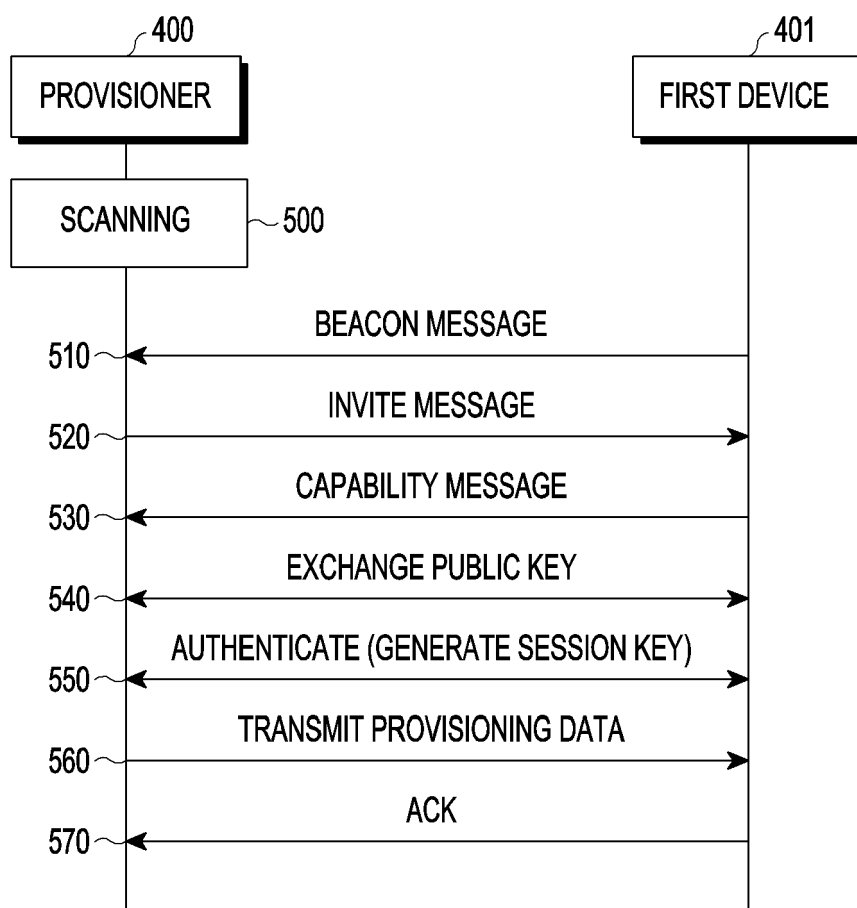 400
401
PROVISIONER
FIRST DEVICE
SCANNING
500
BEACON MESSAGE
510
INVITE MESSAGE
520
CAPABILITY MESSAGE
530
EXCHANGE PUBLIC KEY
540
AUTHENTICATE (GENERATE SESSION KEY)
550
TRANSMIT PROVISIONING DATA
560
ACK
570